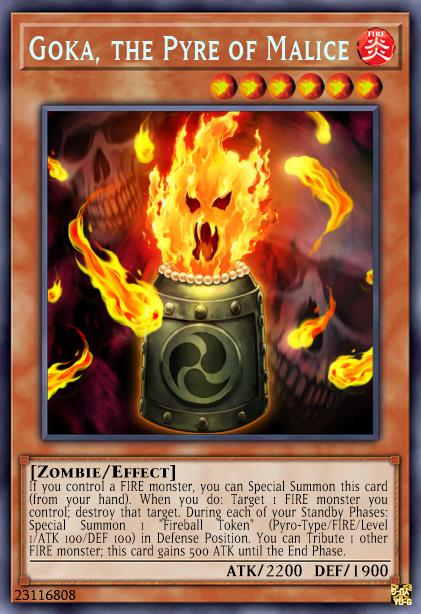 GOKA, THE PYRE OF MALICE
FIRE
炎
[ZOMBIE/EFFECT]
If you control a FIRE monster, you can Special Summon this card
(from your hand). When you do: Target 1 FIRE monster you
control; destroy that target. During each of your Standby Phases:
Special Summon 1 "Fireball Token" (Pyro-Type/FIRE/Level
1/ATK 100/DEF 100) in Defense Position. You can Tribute 1 other
FIRE monster; this card gains 500 ATK until the End Phase.
ATK/2200 DEF/1900
23116808